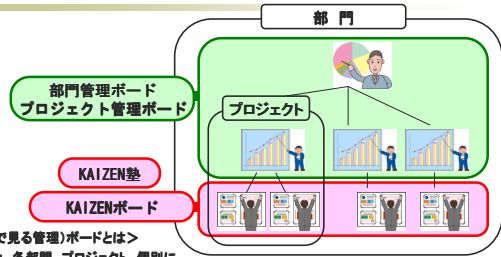 部 門
部門管理ボード
プロジェクト管理ボード
プロジェクト
KAIZEN塾
KAIZENボード
で見る管理)ボードとは>
各部門、プロジェクト、個別に